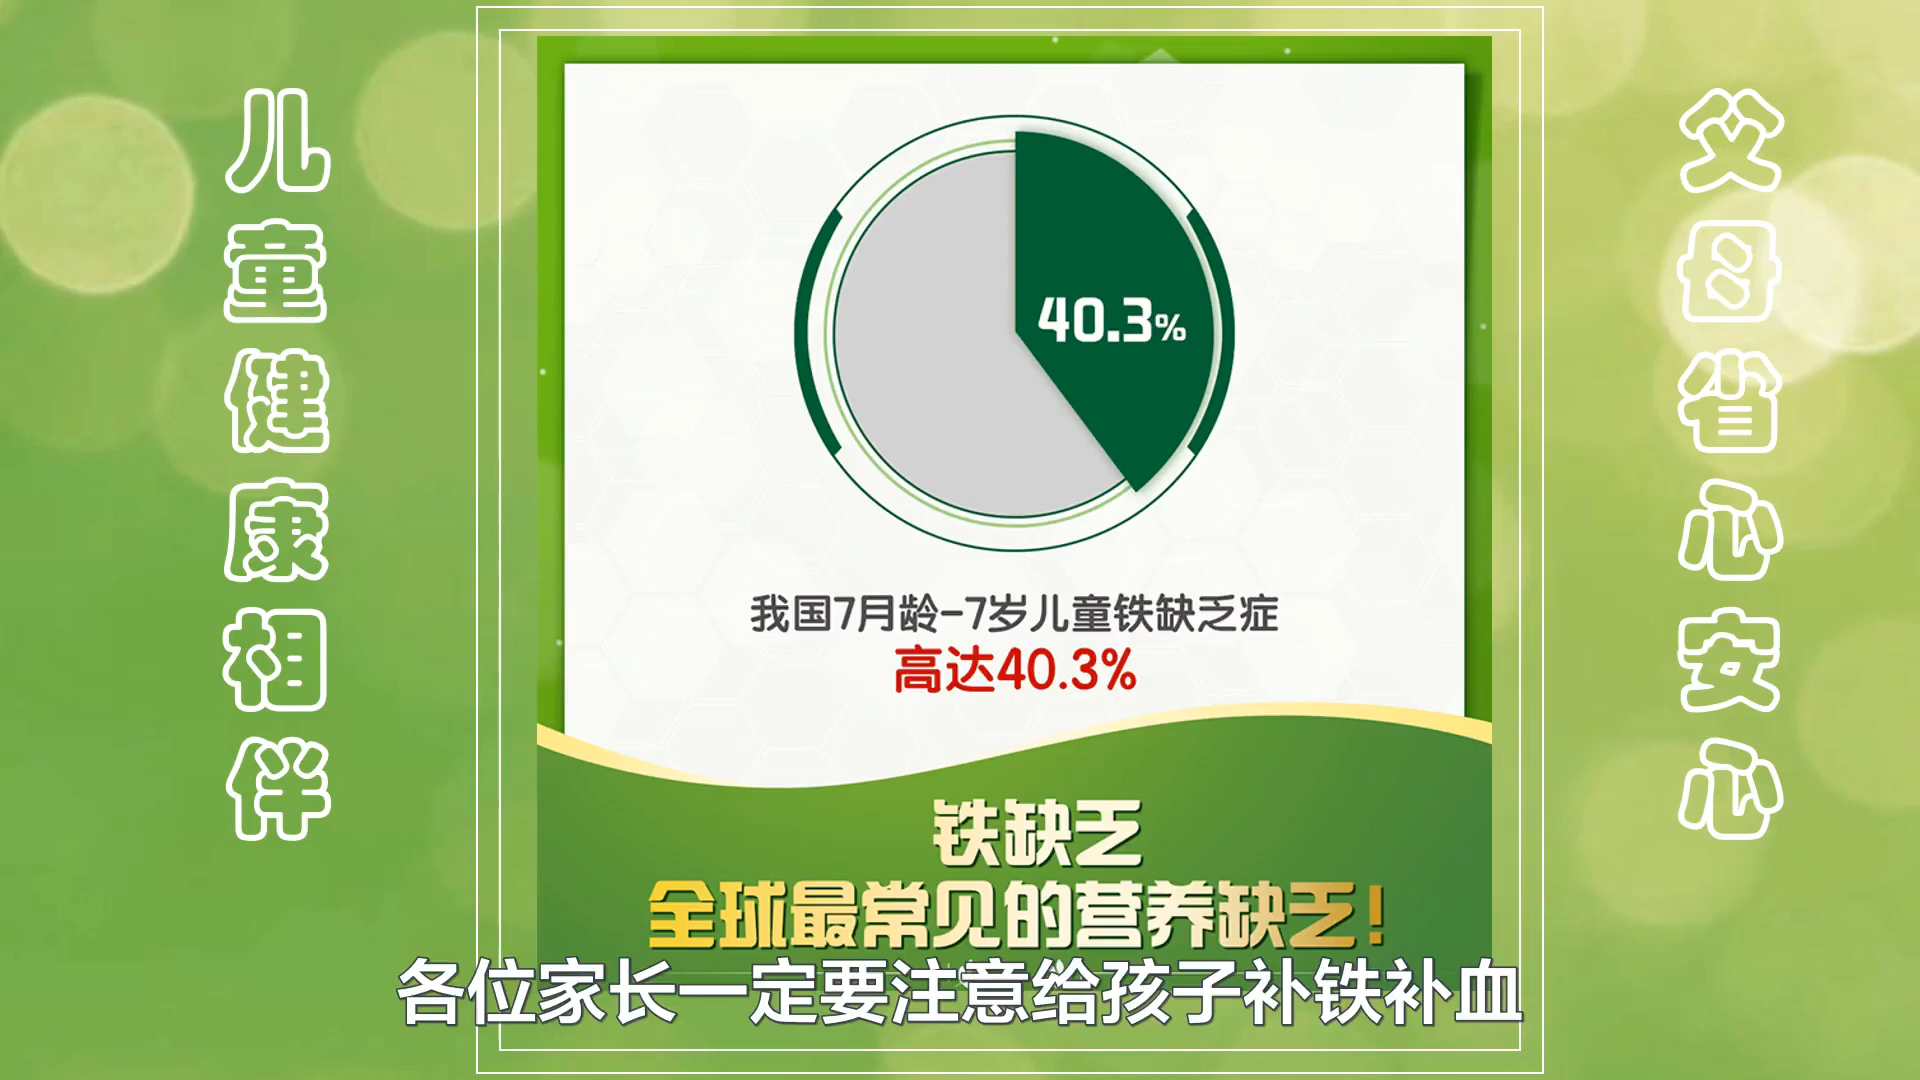 儿童健康相伴
父母省心安心
40.3%
我国7月龄-7岁儿童铁缺乏症
高达40.3%
铁缺乏
全球最常见的营养缺乏!
各位家长一定要注意给孩子补铁补血